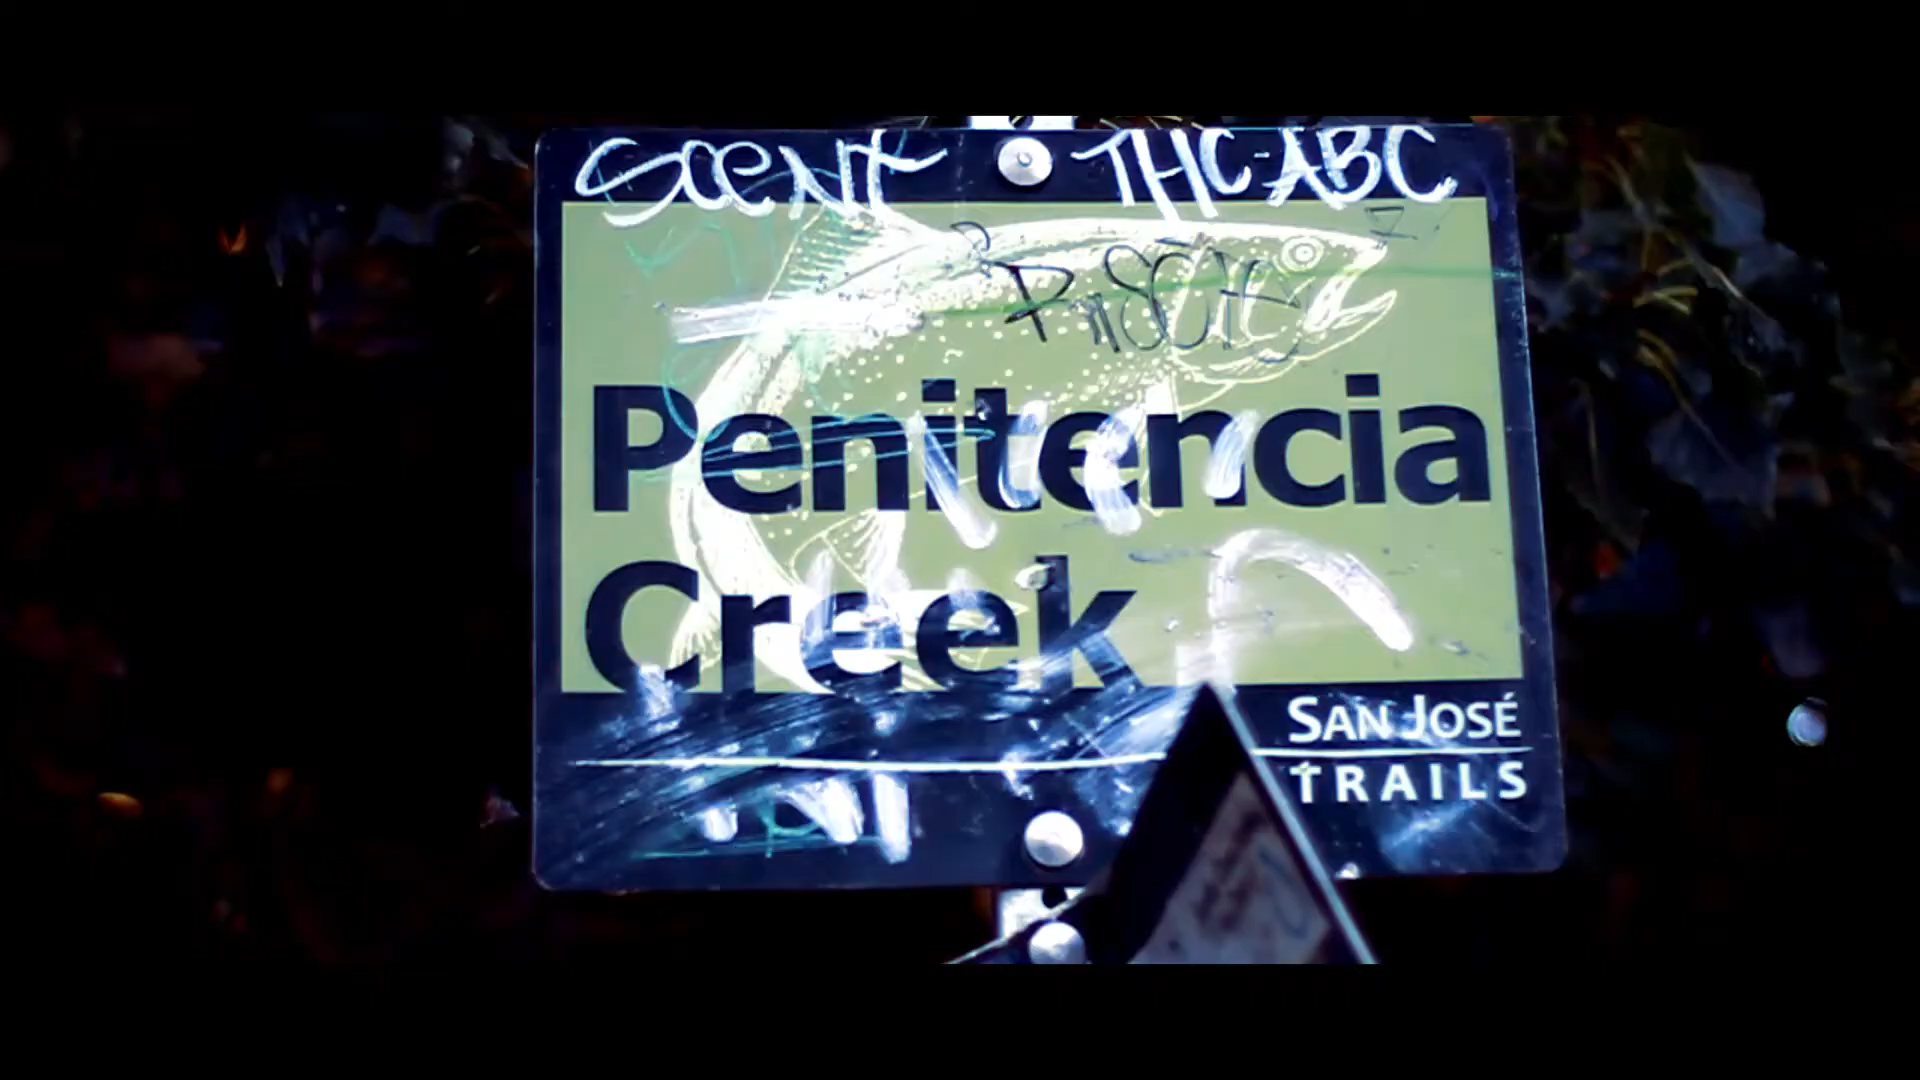 SCENT THC-ABC
Penitencia
Creek
SAN JOSÉ
TRAILS